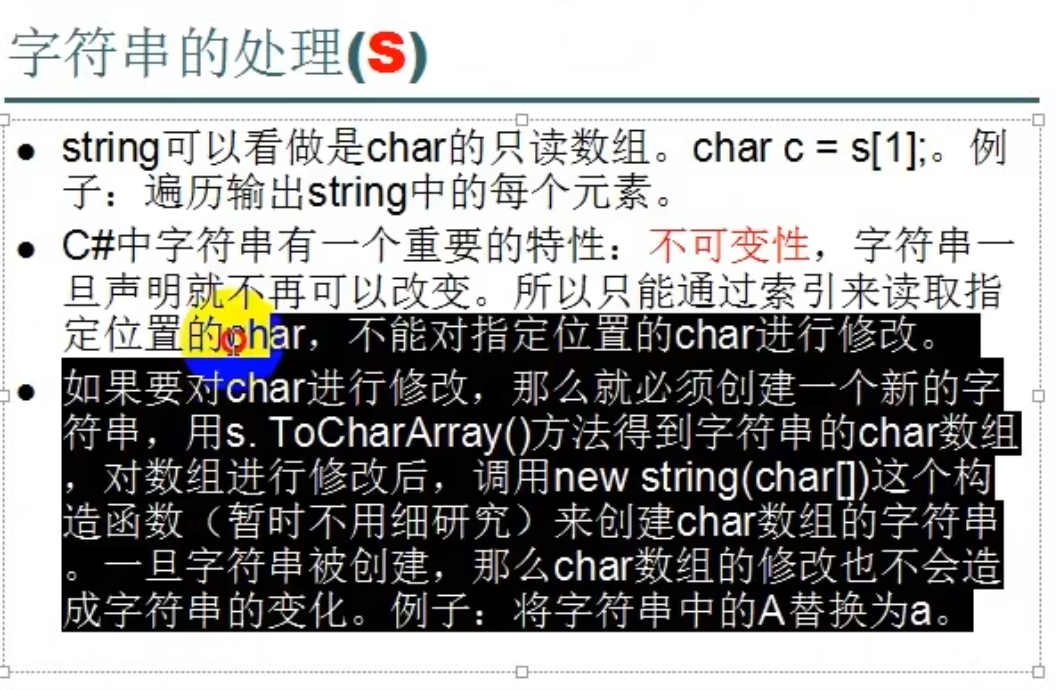 字符串的处理(S)
● string可以看做是char的只读数组。char c = s[1];。例
子：遍历输出string中的每个元素。
● C#中字符串有一个重要的特性：不可变性，字符串一
旦声明就不再可以改变。所以只能通过索引来读取指
定位置的char，不能对指定位置的char进行修改。
● 如果要对char进行修改，那么就必须创建一个新的字
符串，用s. ToCharArray()方法得到字符串的char数组
，对数组进行修改后，调用new string(char[])这个构
造函数（暂时不用细研究）来创建char数组的字符串
。一旦字符串被创建，那么char数组的修改也不会造
成字符串的变化。例子：将字符串中的A替换为a。